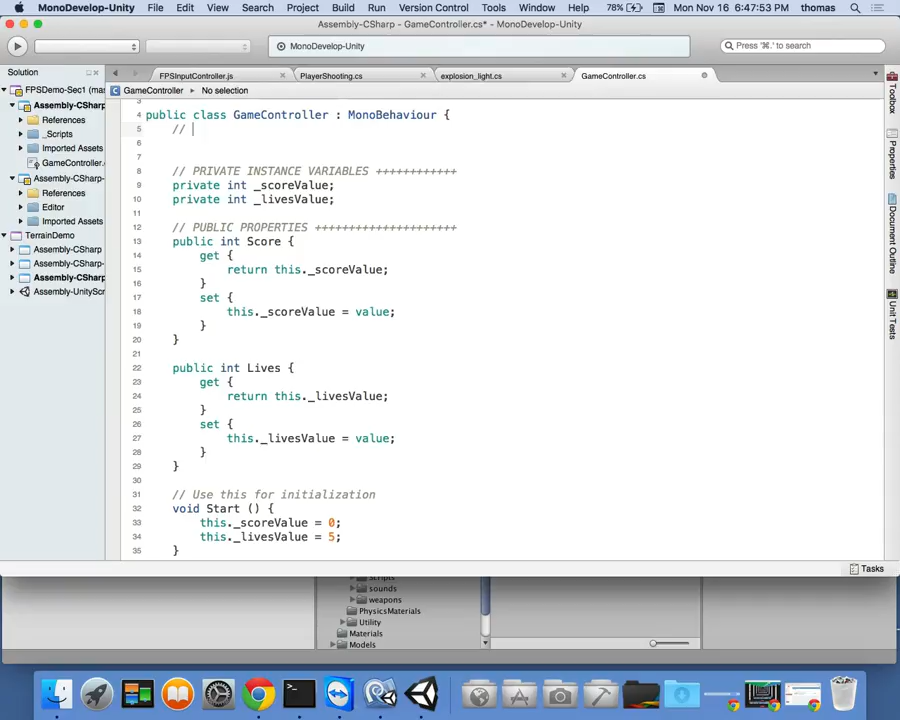 MonoDevelop-Unity File Edit View Search Project Build Run Version Control Tools Window Help 78% Mon Nov 16 6:47:53 PM thomas
Assembly-CSharp - GameController.cs* - MonoDevelop-Unity
MonoDevelop-Unity
Press '⌘.' to search
Solution
FPSInputController.js
PlayerShooting.cs
explosion_light.cs
GameController.cs
FPSDemo-Sec1 (mas
GameController ▸ No selection
Assembly-CSharp
References
_Scripts
Imported Assets
GameController.
Assembly-CSharp-
References
Editor
Imported Assets
TerrainDemo
Assembly-CSharp
Assembly-CSharp-
Assembly-CSharp
Assembly-UnityScr
3
4 public class GameController : MonoBehaviour {
5 //
6
7
8 // PRIVATE INSTANCE VARIABLES ++++++++++++
9 private int _scoreValue;
10 private int _livesValue;
11
12 // PUBLIC PROPERTIES +++++++++++++++++++++
13 public int Score {
14 get {
15 return this._scoreValue;
16 }
17 set {
18 this._scoreValue = value;
19 }
20 }
21
22 public int Lives {
23 get {
24 return this._livesValue;
25 }
26 set {
27 this._livesValue = value;
28 }
29 }
30
31 // Use this for initialization
32 void Start () {
33 this._scoreValue = 0;
34 this._livesValue = 5;
35 }
Toolbox
Properties
Document Outline
Unit Tests
Tasks
Scripts
sounds
weapons
PhysicsMaterials
Utility
Materials
Models